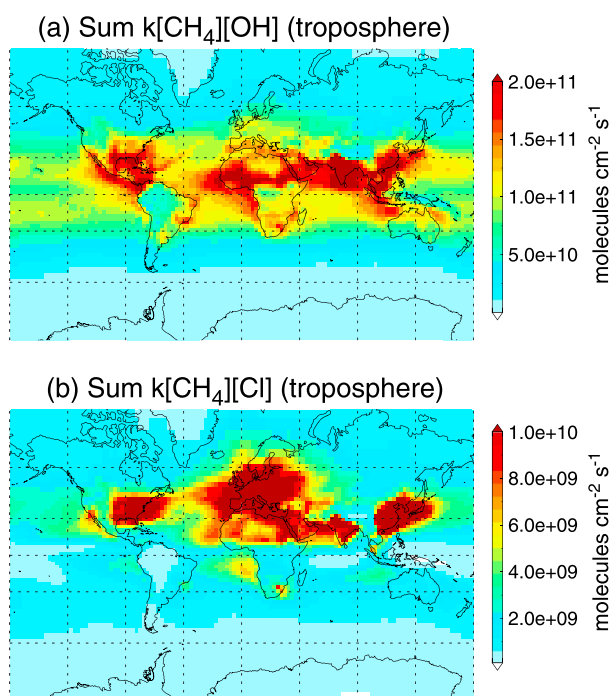 (a) Sum k[CH₄][OH] (troposphere)
2.0e+11
1.5e+11
1.0e+11
5.0e+10
molecules cm⁻² s⁻¹
(b) Sum k[CH₄][Cl] (troposphere)
1.0e+10
8.0e+09
6.0e+09
4.0e+09
2.0e+09
molecules cm⁻² s⁻¹